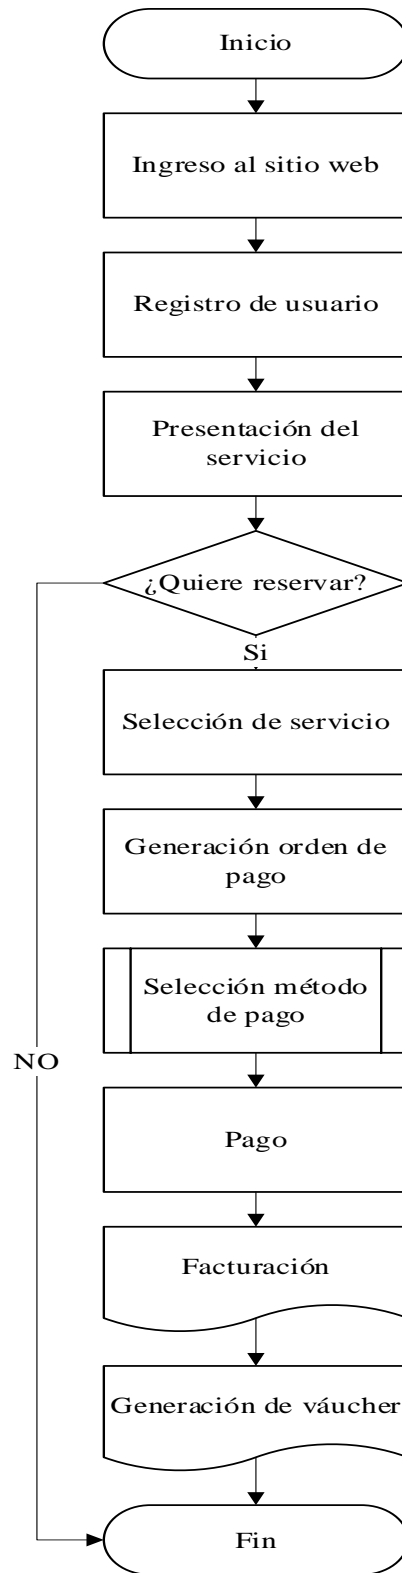 Inicio
Ingreso al sitio web
Registro de usuario
Presentación del
servicio
¿Quiere reservar?
Si
Selección de servicio
Generación orden de
pago
Selección método
de pago
NO
Pago
Facturación
Generación de váucher
Fin